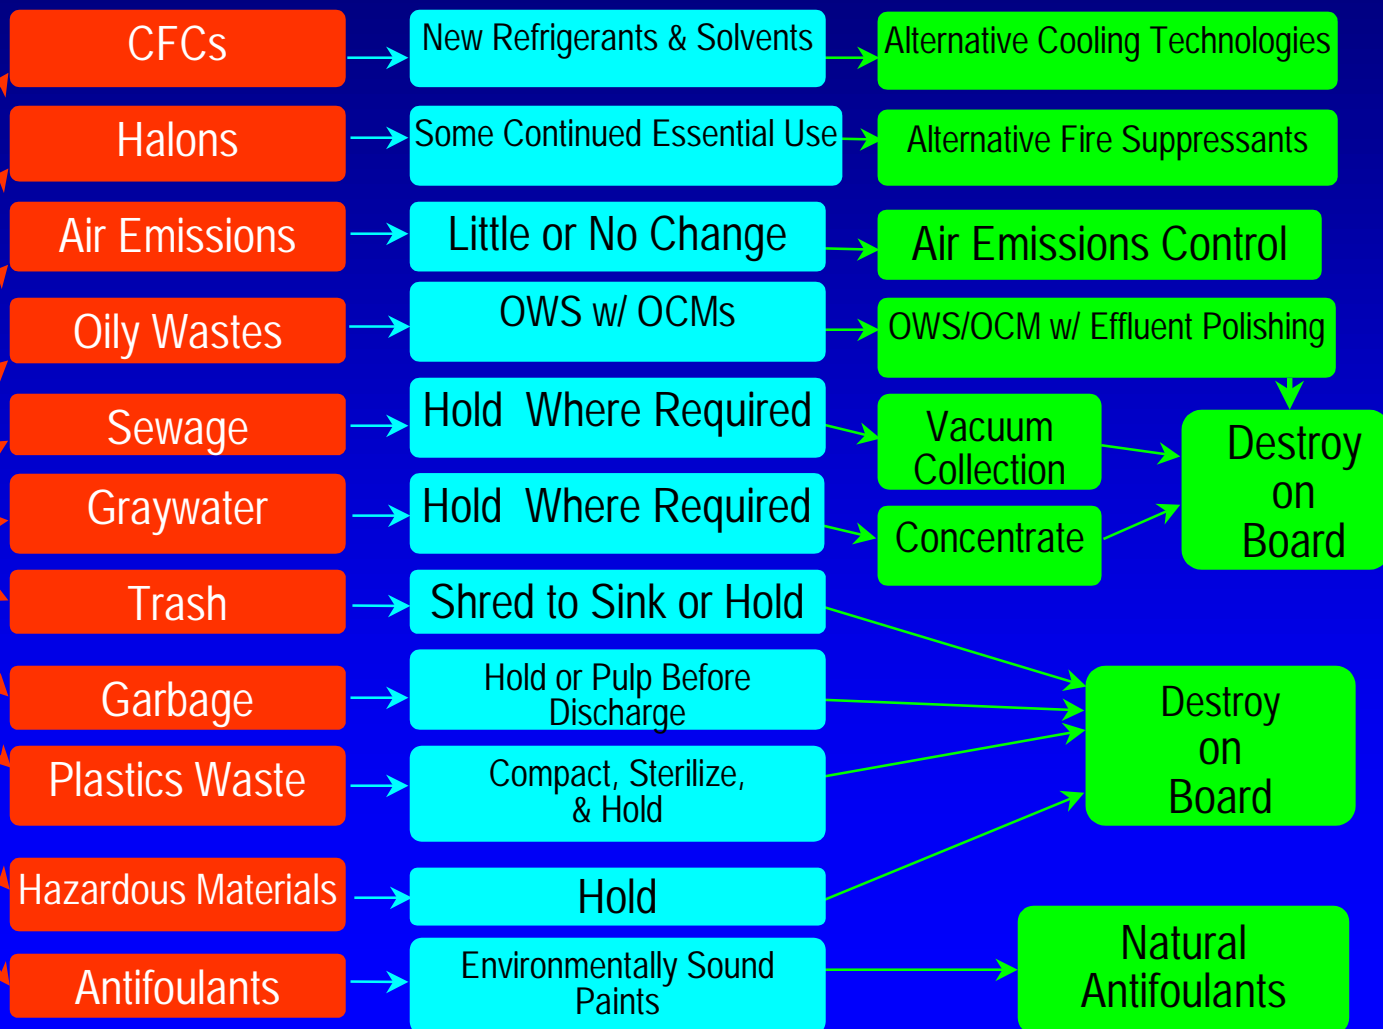 CFCs
New Refrigerants & Solvents
Alternative Cooling Technologies
Halons
Some Continued Essential Use
Alternative Fire Suppressants
Air Emissions
Little or No Change
Air Emissions Control
Oily Wastes
OWS w/ OCMs
OWS/OCM w/ Effluent Polishing
Sewage
Hold Where Required
Vacuum
Collection
Destroy
on
Board
Graywater
Hold Where Required
Concentrate
Trash
Shred to Sink or Hold
Garbage
Hold or Pulp Before
Discharge
Destroy
on
Board
Plastics Waste
Compact, Sterilize,
& Hold
Hazardous Materials
Hold
Antifoulants
Environmentally Sound
Paints
Natural
Antifoulants